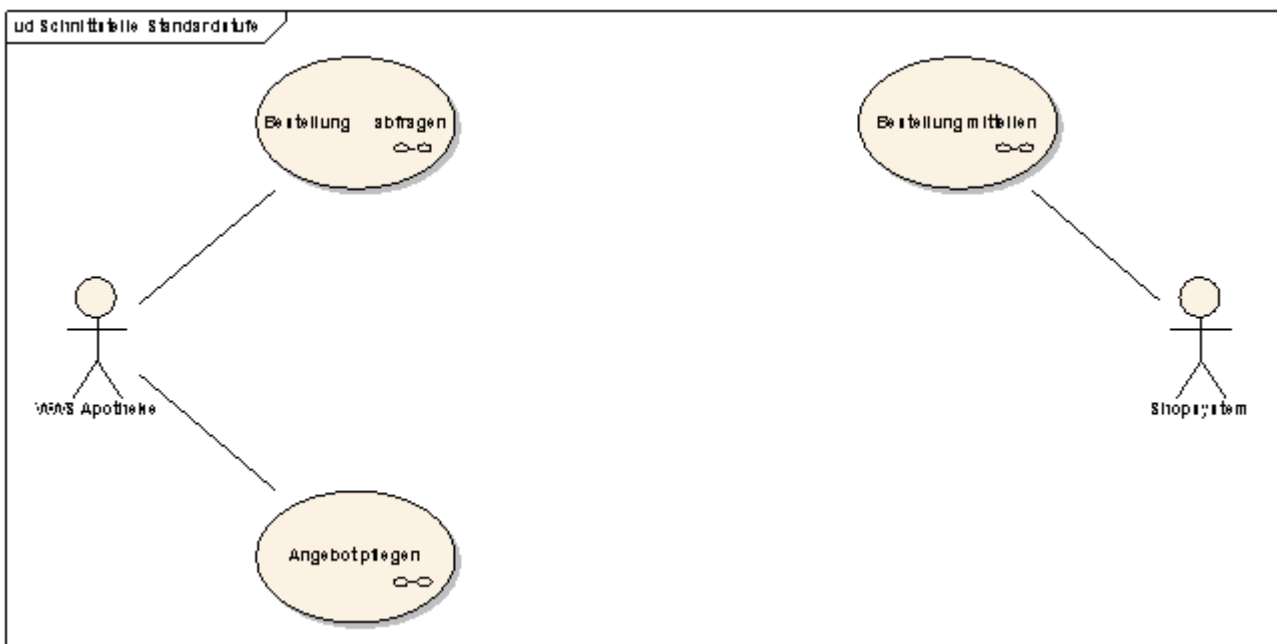 ud Schnittstelle Standardstufe
Bestellung abfragen
Bestellung mitteilen
WWS Apotheke
Shopsystem
Angebot pflegen